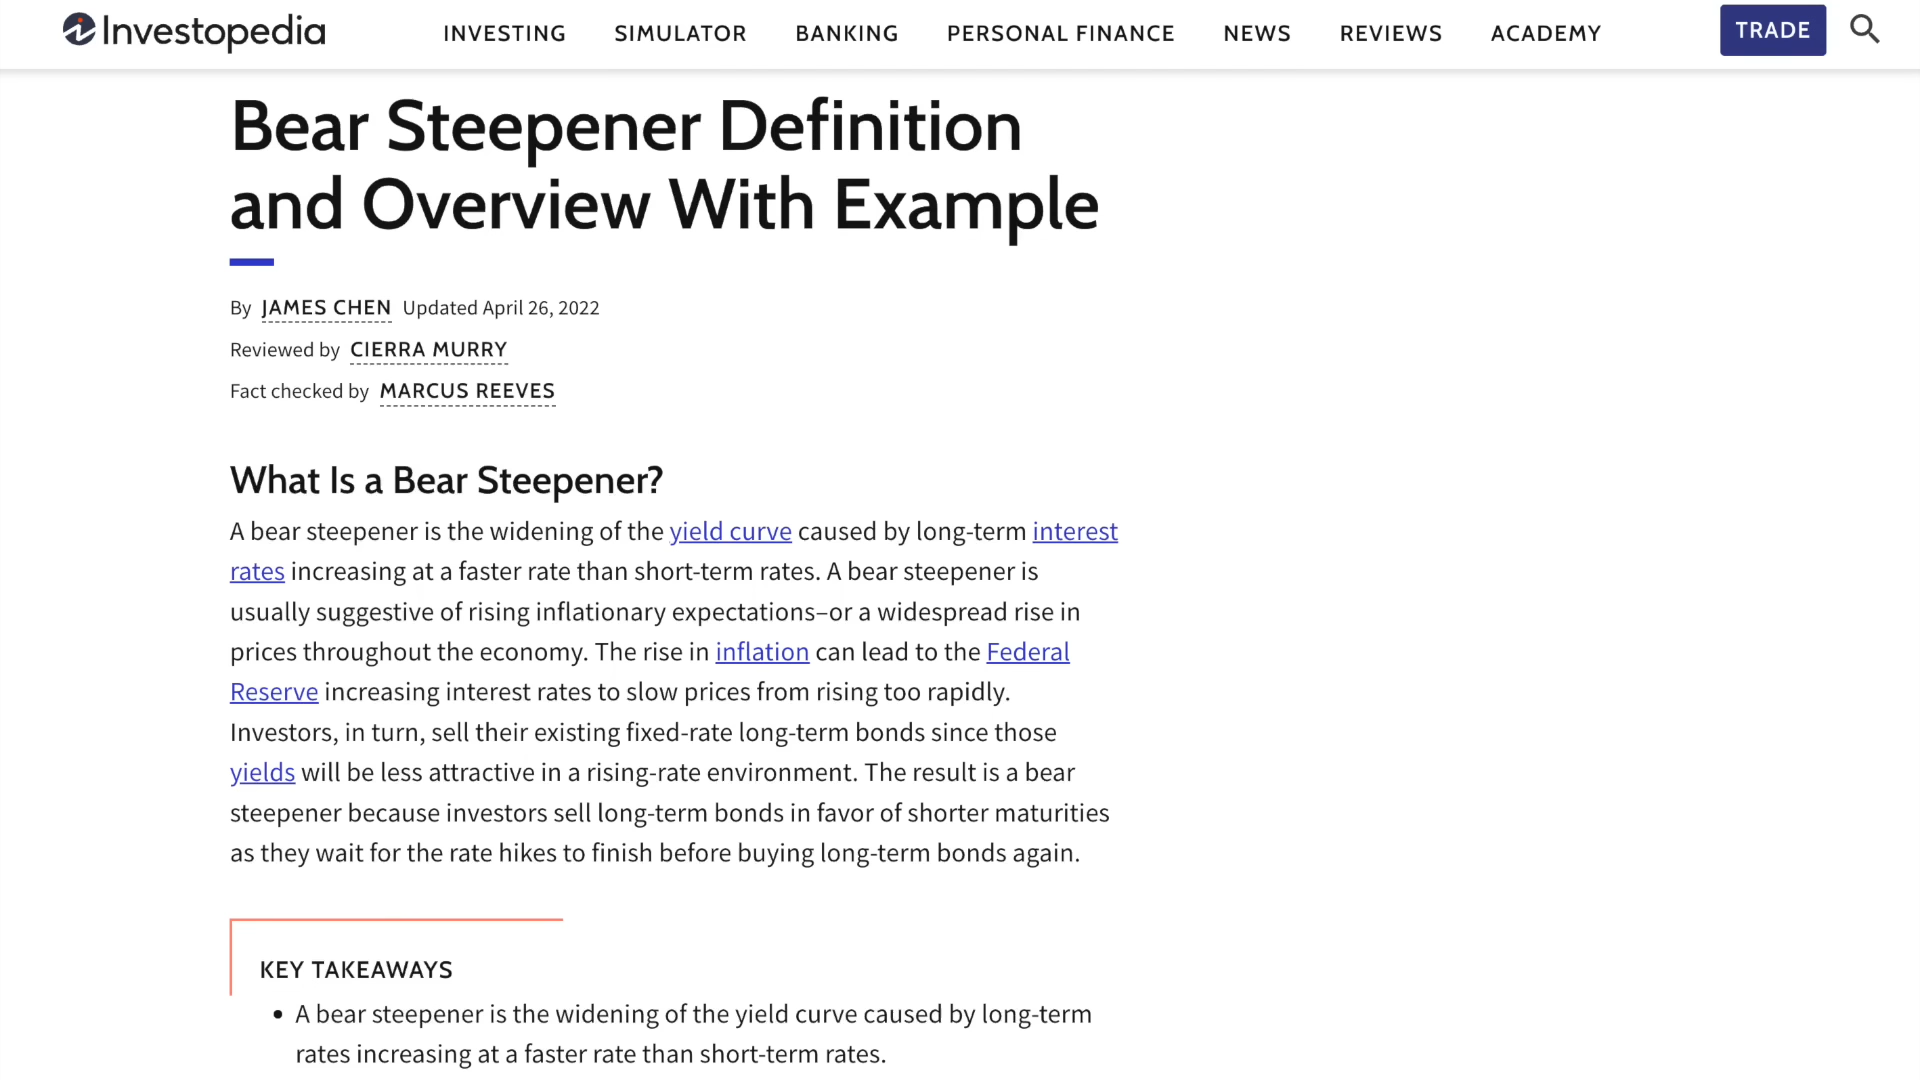 Investopedia
INVESTING SIMULATOR BANKING PERSONAL FINANCE NEWS REVIEWS ACADEMY TRADE
Bear Steepener Definition
and Overview With Example
By JAMES CHEN Updated April 26, 2022
Reviewed by CIERRA MURRY
Fact checked by MARCUS REEVES
What Is a Bear Steepener?
A bear steepener is the widening of the yield curve caused by long-term interest
rates increasing at a faster rate than short-term rates. A bear steepener is
usually suggestive of rising inflationary expectations–or a widespread rise in
prices throughout the economy. The rise in inflation can lead to the Federal
Reserve increasing interest rates to slow prices from rising too rapidly.
Investors, in turn, sell their existing fixed-rate long-term bonds since those
yields will be less attractive in a rising-rate environment. The result is a bear
steepener because investors sell long-term bonds in favor of shorter maturities
as they wait for the rate hikes to finish before buying long-term bonds again.
KEY TAKEAWAYS
• A bear steepener is the widening of the yield curve caused by long-term
rates increasing at a faster rate than short-term rates.